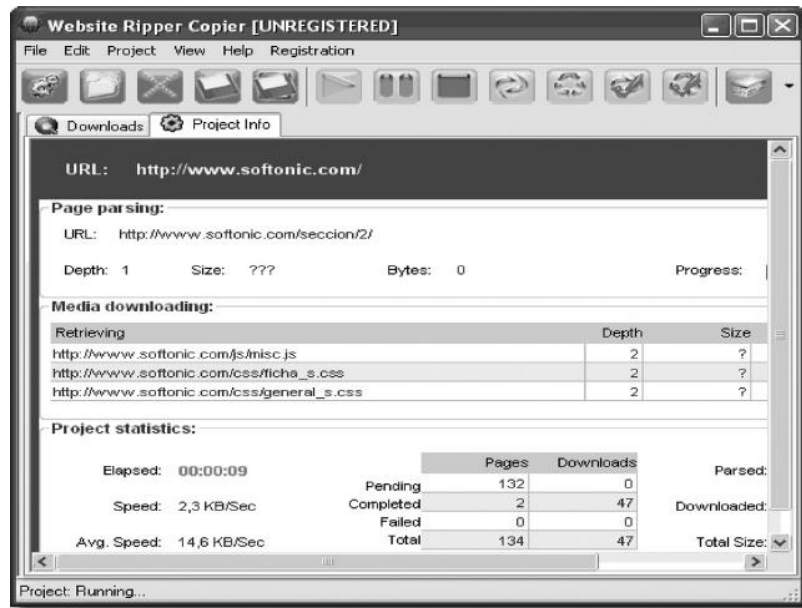 Website Ripper Copier [UNREGISTERED]
File Edit Project View Help Registration
Downloads Project Info
URL: http://www.softonic.com/
Page parsing:
URL: http://www.softonic.com/seccion/2/
Depth: 1 Size: ??? Bytes: 0 Progress:
Media downloading:
Retrieving Depth Size
http://www.softonic.com/js/misc.js 2 ?
http://www.softonic.com/css/ficha_s.css 2 ?
http://www.softonic.com/css/general_s.css 2 ?
Project statistics:
Pages Downloads
Elapsed: 00:00:09 Parsed:
Pending 132 0
Speed: 2,3 KB/Sec Completed 2 47 Downloaded:
Failed 0 0
Avg. Speed: 14,6 KB/Sec Total 134 47 Total Size:
Project: Running...